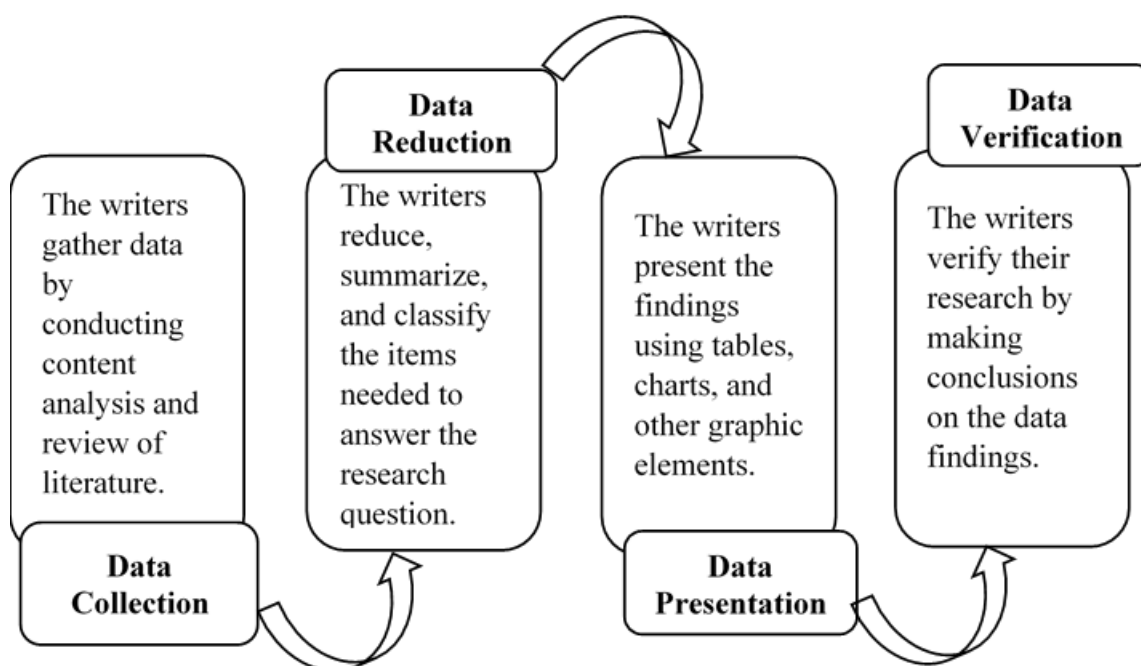 The writers
gather data
by
conducting
content
analysis and
review of
literature.
Data
Collection
Data
Reduction
The writers
reduce,
summarize,
and classify
the items
needed to
answer the
research
question.
The writers
present the
findings
using tables,
charts, and
other graphic
elements.
Data
Presentation
Data
Verification
The writers
verify their
research by
making
conclusions
on the data
findings.